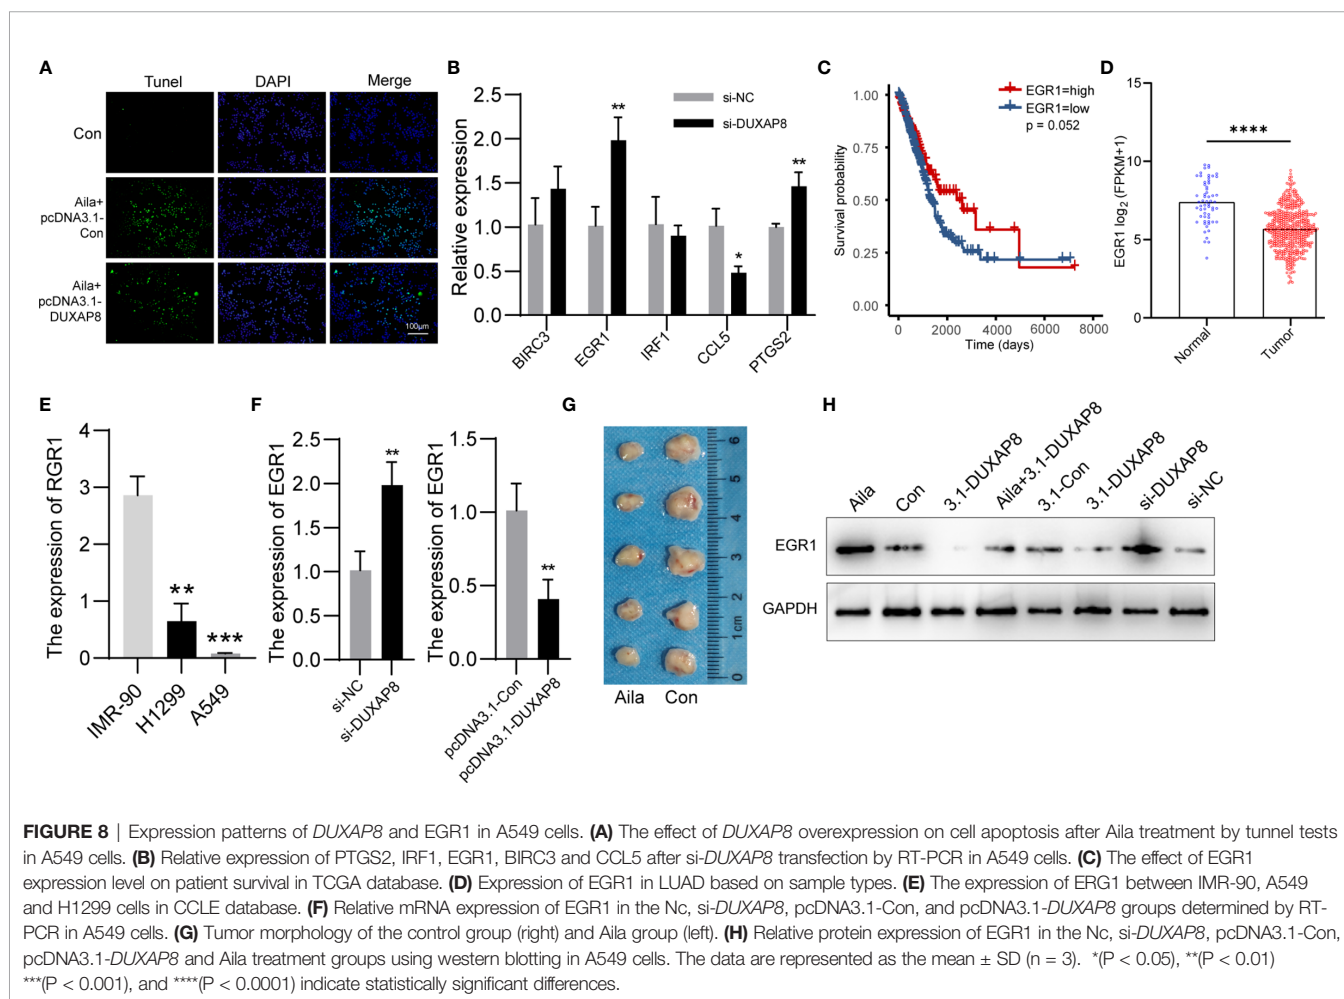 A
Tunel DAPI Merge
Con
Aila+
pcDNA3.1-
Con
Aila+
pcDNA3.1-
DUXAP8
100μm
B
Relative expression
2.5
2.0
1.5
1.0
0.5
0.0
si-NC
si-DUXAP8
**
*
**
BIRC3 EGR1 IRF1 CCL5 PTGS2
C
Survival probability
1.00
0.75
0.50
0.25
0.00
EGR1=high
EGR1=low
p = 0.052
0 2000 4000 6000 8000
Time (days)
D
EGR1 log2 (FPKM+1)
15
10
5
0
****
Normal Tumor
E
The expression of RGR1
4
3
2
1
0
**
***
IMR-90 H1299 A549
F
The expression of EGR1
2.5
2.0
1.5
1.0
0.5
0.0
**
si-NC si-DUXAP8
The expression of EGR1
1.5
1.0
0.5
0.0
**
pcDNA3.1-Con pcDNA3.1-DUXAP8
G
6
5
4
3
2
1cm
0
Aila Con
H
Aila Con 3.1-DUXAP8 Aila+3.1-DUXAP8 3.1-Con 3.1-DUXAP8 si-DUXAP8 si-NC
EGR1
GAPDH
FIGURE 8 | Expression patterns of DUXAP8 and EGR1 in A549 cells. (A) The effect of DUXAP8 overexpression on cell apoptosis after Aila treatment by tunnel tests
in A549 cells. (B) Relative expression of PTGS2, IRF1, EGR1, BIRC3 and CCL5 after si-DUXAP8 transfection by RT-PCR in A549 cells. (C) The effect of EGR1
expression level on patient survival in TCGA database. (D) Expression of EGR1 in LUAD based on sample types. (E) The expression of ERG1 between IMR-90, A549
and H1299 cells in CCLE database. (F) Relative mRNA expression of EGR1 in the Nc, si-DUXAP8, pcDNA3.1-Con, and pcDNA3.1-DUXAP8 groups determined by RT-
PCR in A549 cells. (G) Tumor morphology of the control group (right) and Aila group (left). (H) Relative protein expression of EGR1 in the Nc, si-DUXAP8, pcDNA3.1-Con,
pcDNA3.1-DUXAP8 and Aila treatment groups using western blotting in A549 cells. The data are represented as the mean ± SD (n = 3). *(P < 0.05), **(P < 0.01)
***(P < 0.001), and ****(P < 0.0001) indicate statistically significant differences.